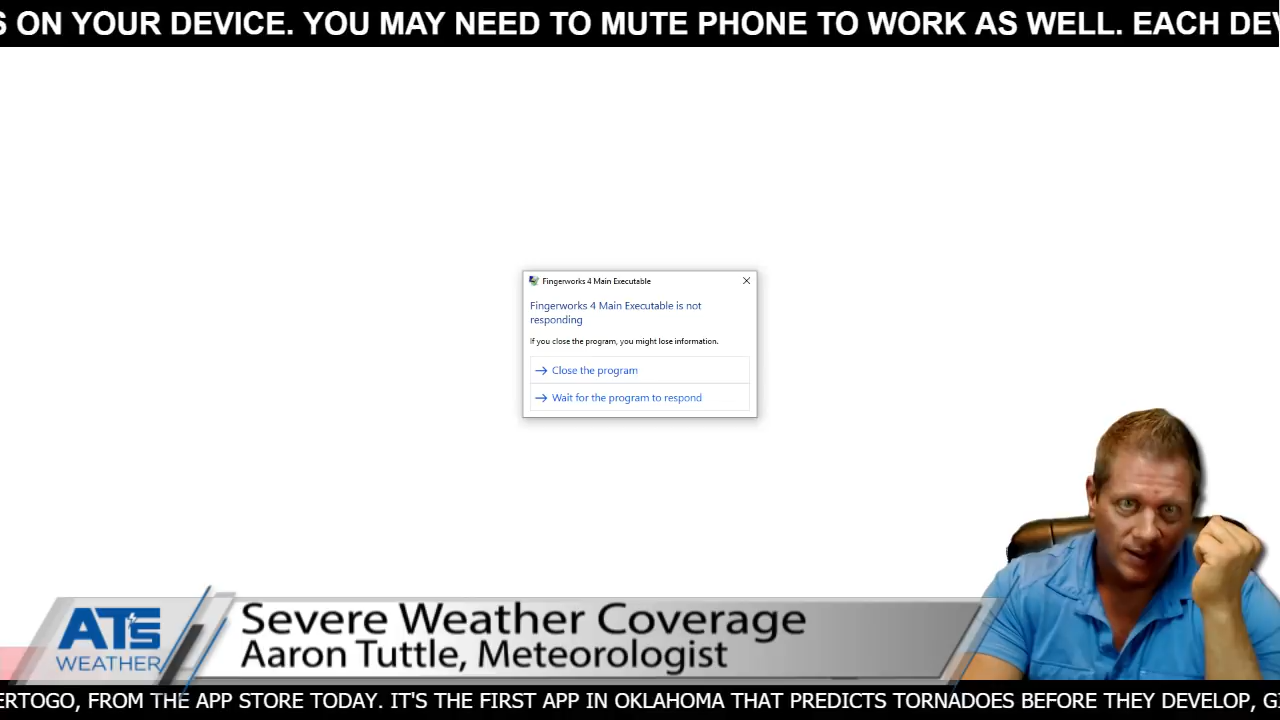 S ON YOUR DEVICE. YOU MAY NEED TO MUTE PHONE TO WORK AS WELL. EACH DEV
Fingerworks 4 Main Executable
Fingerworks 4 Main Executable is not
responding
If you close the program, you might lose information.
Close the program
Wait for the program to respond
ATS
WEATHER
Severe Weather Coverage
Aaron Tuttle, Meteorologist
ERTOGO, FROM THE APP STORE TODAY. IT'S THE FIRST APP IN OKLAHOMA THAT PREDICTS TORNADOES BEFORE THEY DEVELOP, G